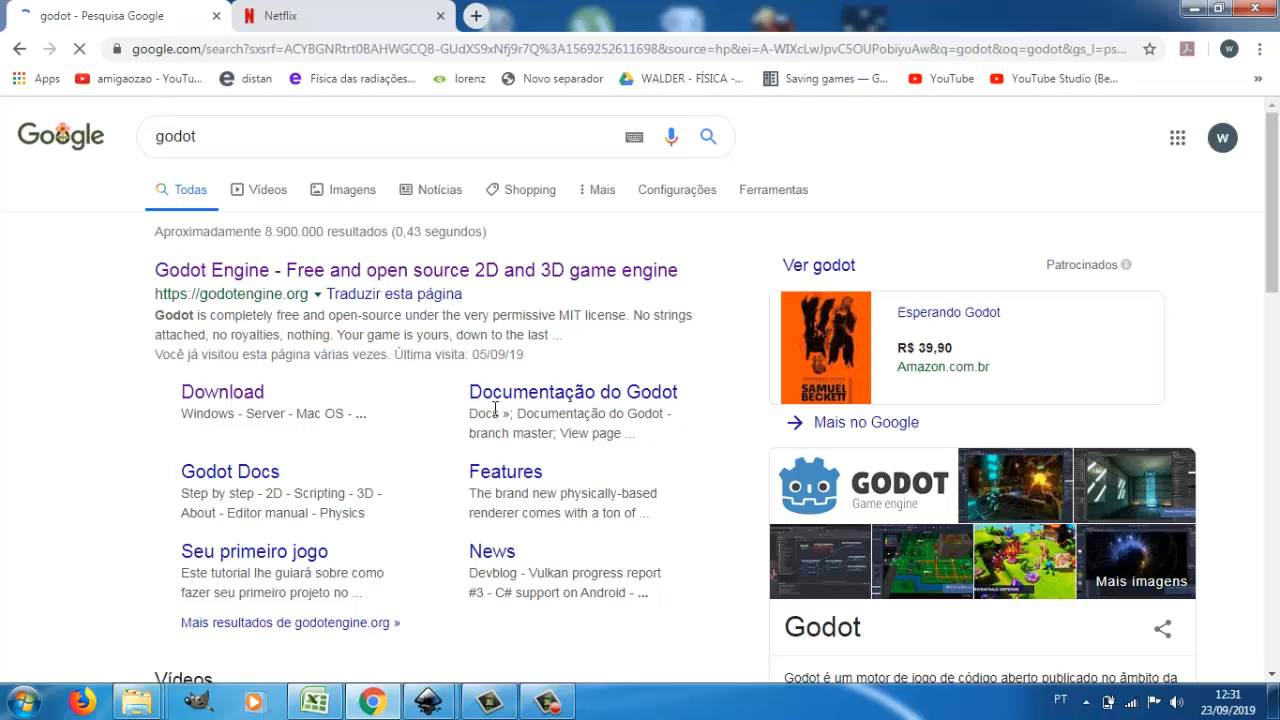 godot - Pesquisa Google
Netflix
google.com/search?sxsrf=ACYBGNRtrt0BAHWGCQB-GUdXS9xNfj9r7Q%3A1569252611698&source=hp&ei=A-WIXcLwJpvC5OUPobiyuAw&q=godot&oq=godot&gs_l=ps...
W
Apps
amigaozao - YouTu...
distan
Física das radiações...
lorenz
Novo separador
WALDER - FÍSICA -...
Saving games — G...
YouTube
YouTube Studio (Be...
»
Google
godot
W
Todas
Vídeos
Imagens
Notícias
Shopping
Mais
Configurações
Ferramentas
Aproximadamente 8.900.000 resultados (0,43 segundos)
Godot Engine - Free and open source 2D and 3D game engine
https://godotengine.org Traduzir esta página
Godot is completely free and open-source under the very permissive MIT license. No strings
attached, no royalties, nothing. Your game is yours, down to the last ...
Você já visitou esta página várias vezes. Última visita: 05/09/19
Download
Windows - Server - Mac OS - ...
Documentação do Godot
Docs »; Documentação do Godot -
branch master; View page ...
Godot Docs
Step by step - 2D - Scripting - 3D -
About - Editor manual - Physics
Features
The brand new physically-based
renderer comes with a ton of ...
Seu primeiro jogo
Este tutorial lhe guiará sobre como
fazer seu primeiro projeto no ...
News
Devblog - Vulkan progress report
#3 - C# support on Android - ...
Mais resultados de godotengine.org »
Vídeos
Ver godot
Patrocinados
SAMUEL
BECKETT
Esperando Godot
R$ 39,90
Amazon.com.br
Mais no Google
GODOT
Game engine
Mais imagens
Godot
Godot é um motor de jogo de código aberto publicado no âmbito da
PT
12:31
23/09/2019